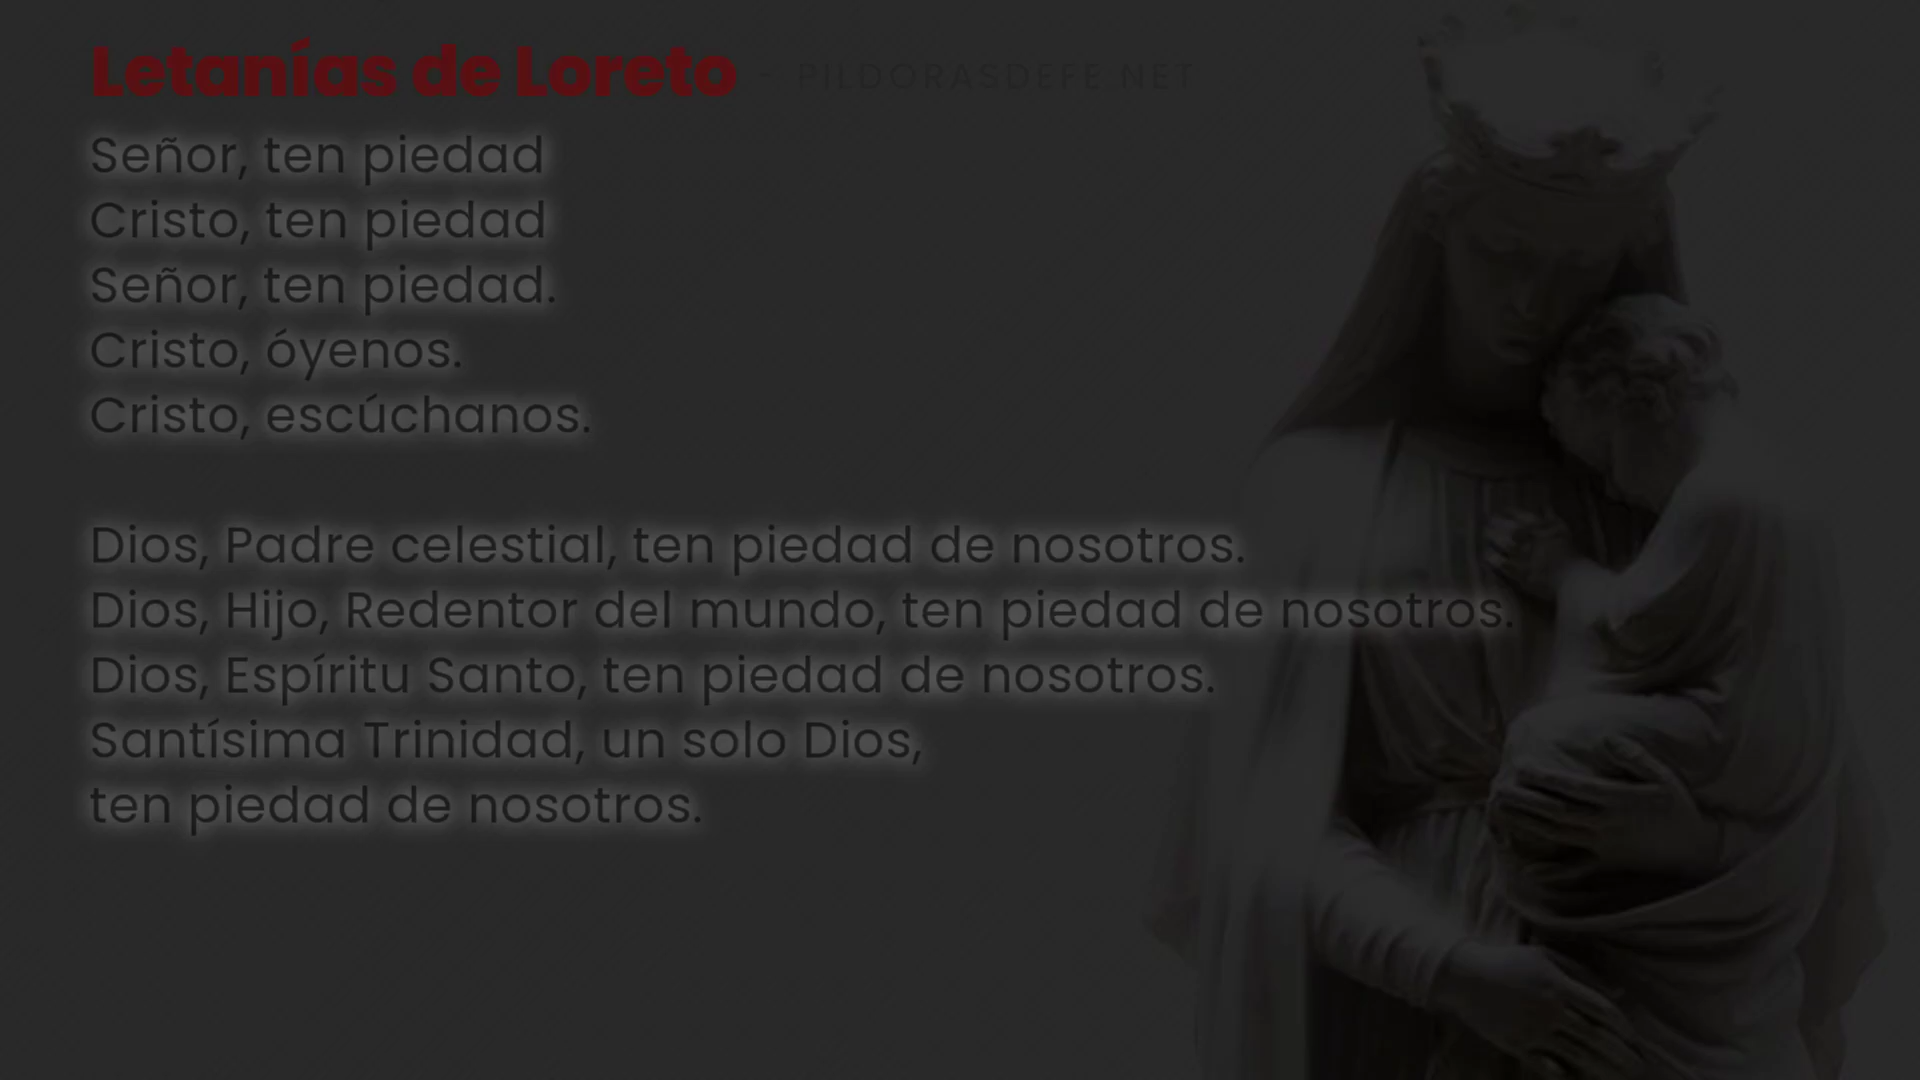 Letanías de Loreto - PILDORASDEFE.NET
Señor, ten piedad
Cristo, ten piedad
Señor, ten piedad.
Cristo, óyenos.
Cristo, escúchanos.
Dios, Padre celestial, ten piedad de nosotros.
Dios, Hijo, Redentor del mundo, ten piedad de nosotros.
Dios, Espíritu Santo, ten piedad de nosotros.
Santísima Trinidad, un solo Dios,
ten piedad de nosotros.